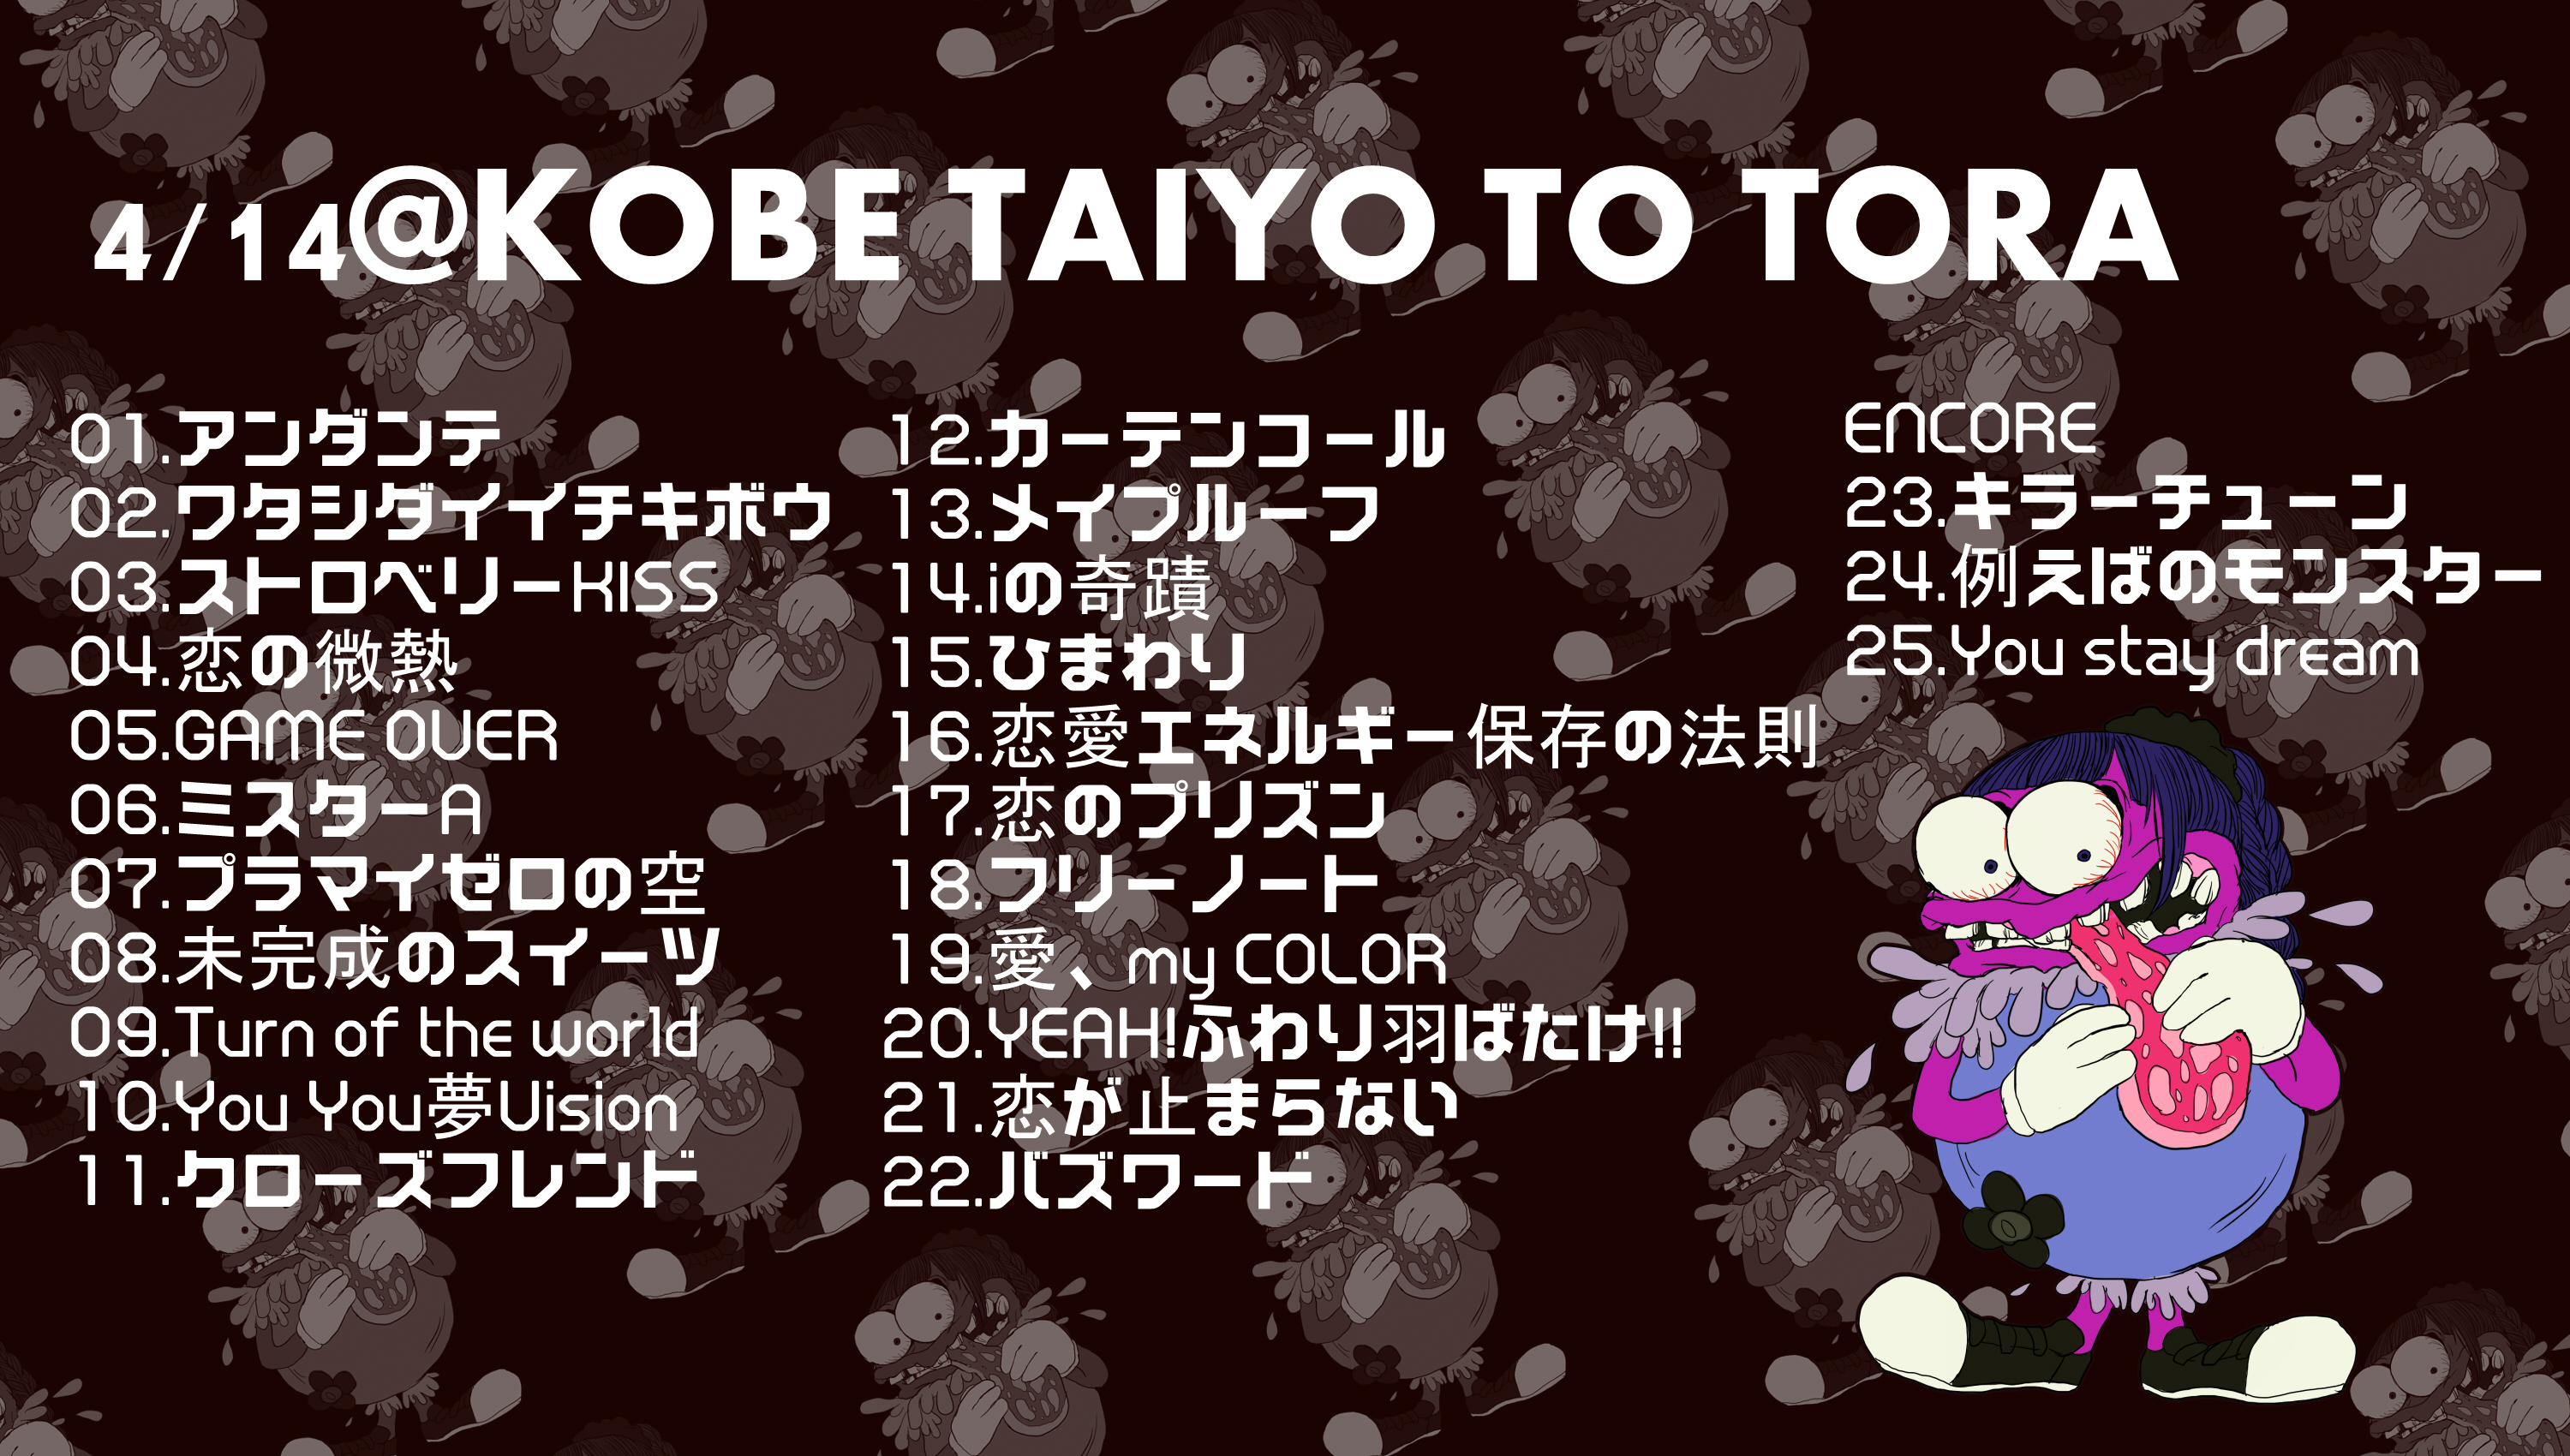 4/14@KOBE TAIYO TO TORA
01.アンダンテ
02.ワタシダイイチキボウ
03.ストロベリーKISS
04.恋の微熱
05.GAME OVER
06.ミスターA
07.プラマイゼロの空
08.未完成のスイーツ
09.Turn of the world
10.You You夢Vision
11.クローズフレンド
12.カーテンコール
13.メイプルーフ
14.iの奇蹟
15.ひまわり
16.恋愛エネルギー保存の法則
17.恋のプリズン
18.フリーノート
19.愛、my COLOR
20.YEAH!ふわり羽ばたけ!!
21.恋が止まらない
22.バズワード
ENCORE
23.キラーチューン
24.例えばのモンスター
25.You stay dream